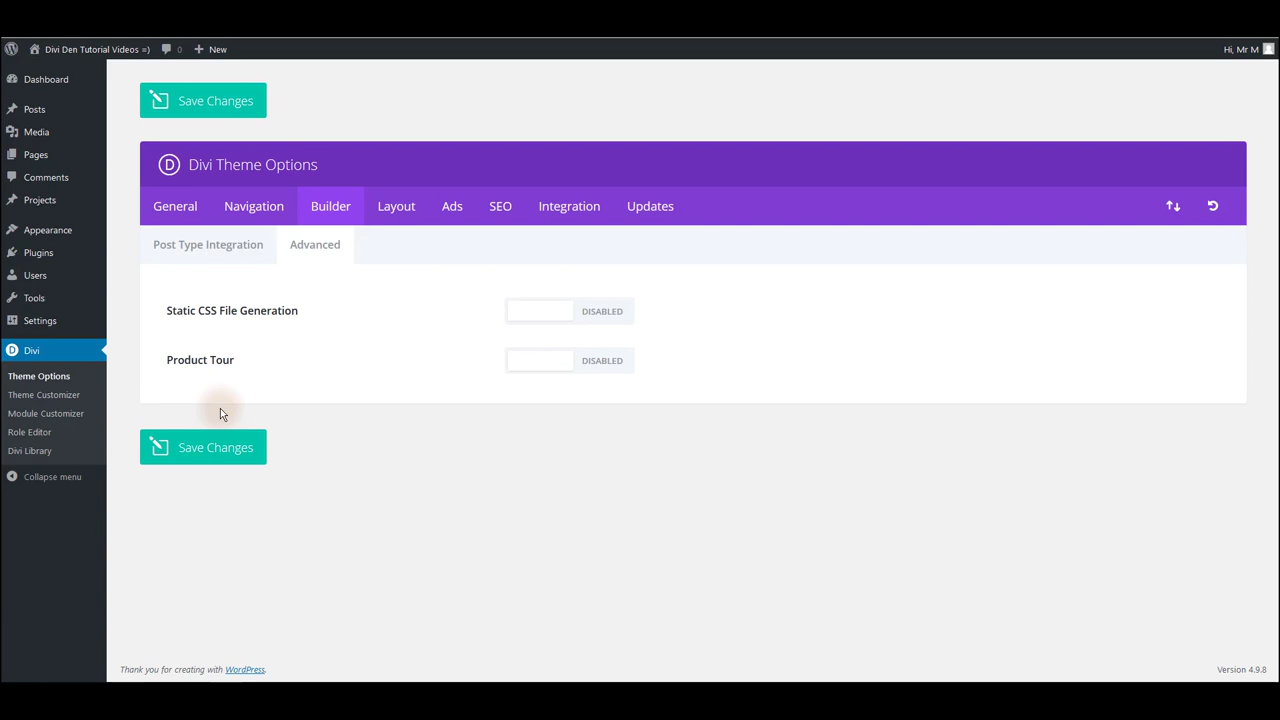 Divi Den Tutorial Videos =) 0 New Hi, Mr M
Dashboard
Posts
Media
Pages
Comments
Projects
Appearance
Plugins
Users
Tools
Settings
Divi
Theme Options
Theme Customizer
Module Customizer
Role Editor
Divi Library
Collapse menu
Save Changes
D Divi Theme Options
General Navigation Builder Layout Ads SEO Integration Updates
Post Type Integration Advanced
Static CSS File Generation DISABLED
Product Tour DISABLED
Save Changes
Thank you for creating with WordPress. Version 4.9.8